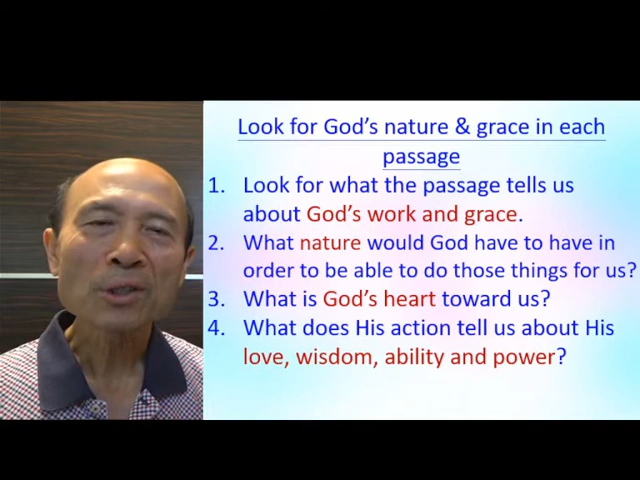 Look for God's nature & grace in each
passage
1. Look for what the passage tells us
about God's work and grace.
2. What nature would God have to have in
order to be able to do those things for us?
3. What is God's heart toward us?
4. What does His action tell us about His
love, wisdom, ability and power?